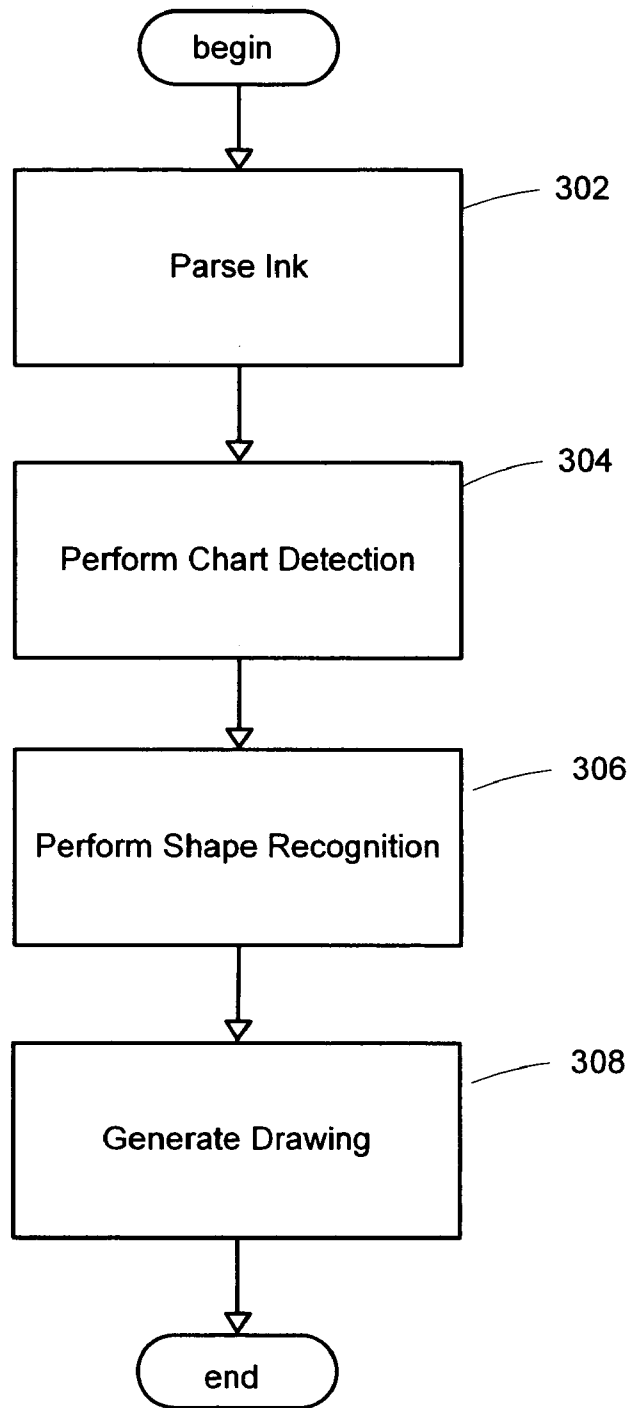 begin
302
Parse Ink
304
Perform Chart Detection
306
Perform Shape Recognition
308
Generate Drawing
end